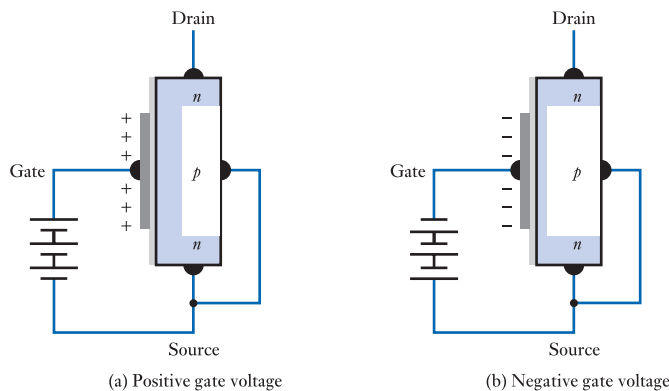 Drain
n
+
+
+
p
Gate
+
+
+
n
Source
(a) Positive gate voltage
Drain
n
−
−
−
p
Gate
−
−
−
n
Source
(b) Negative gate voltage